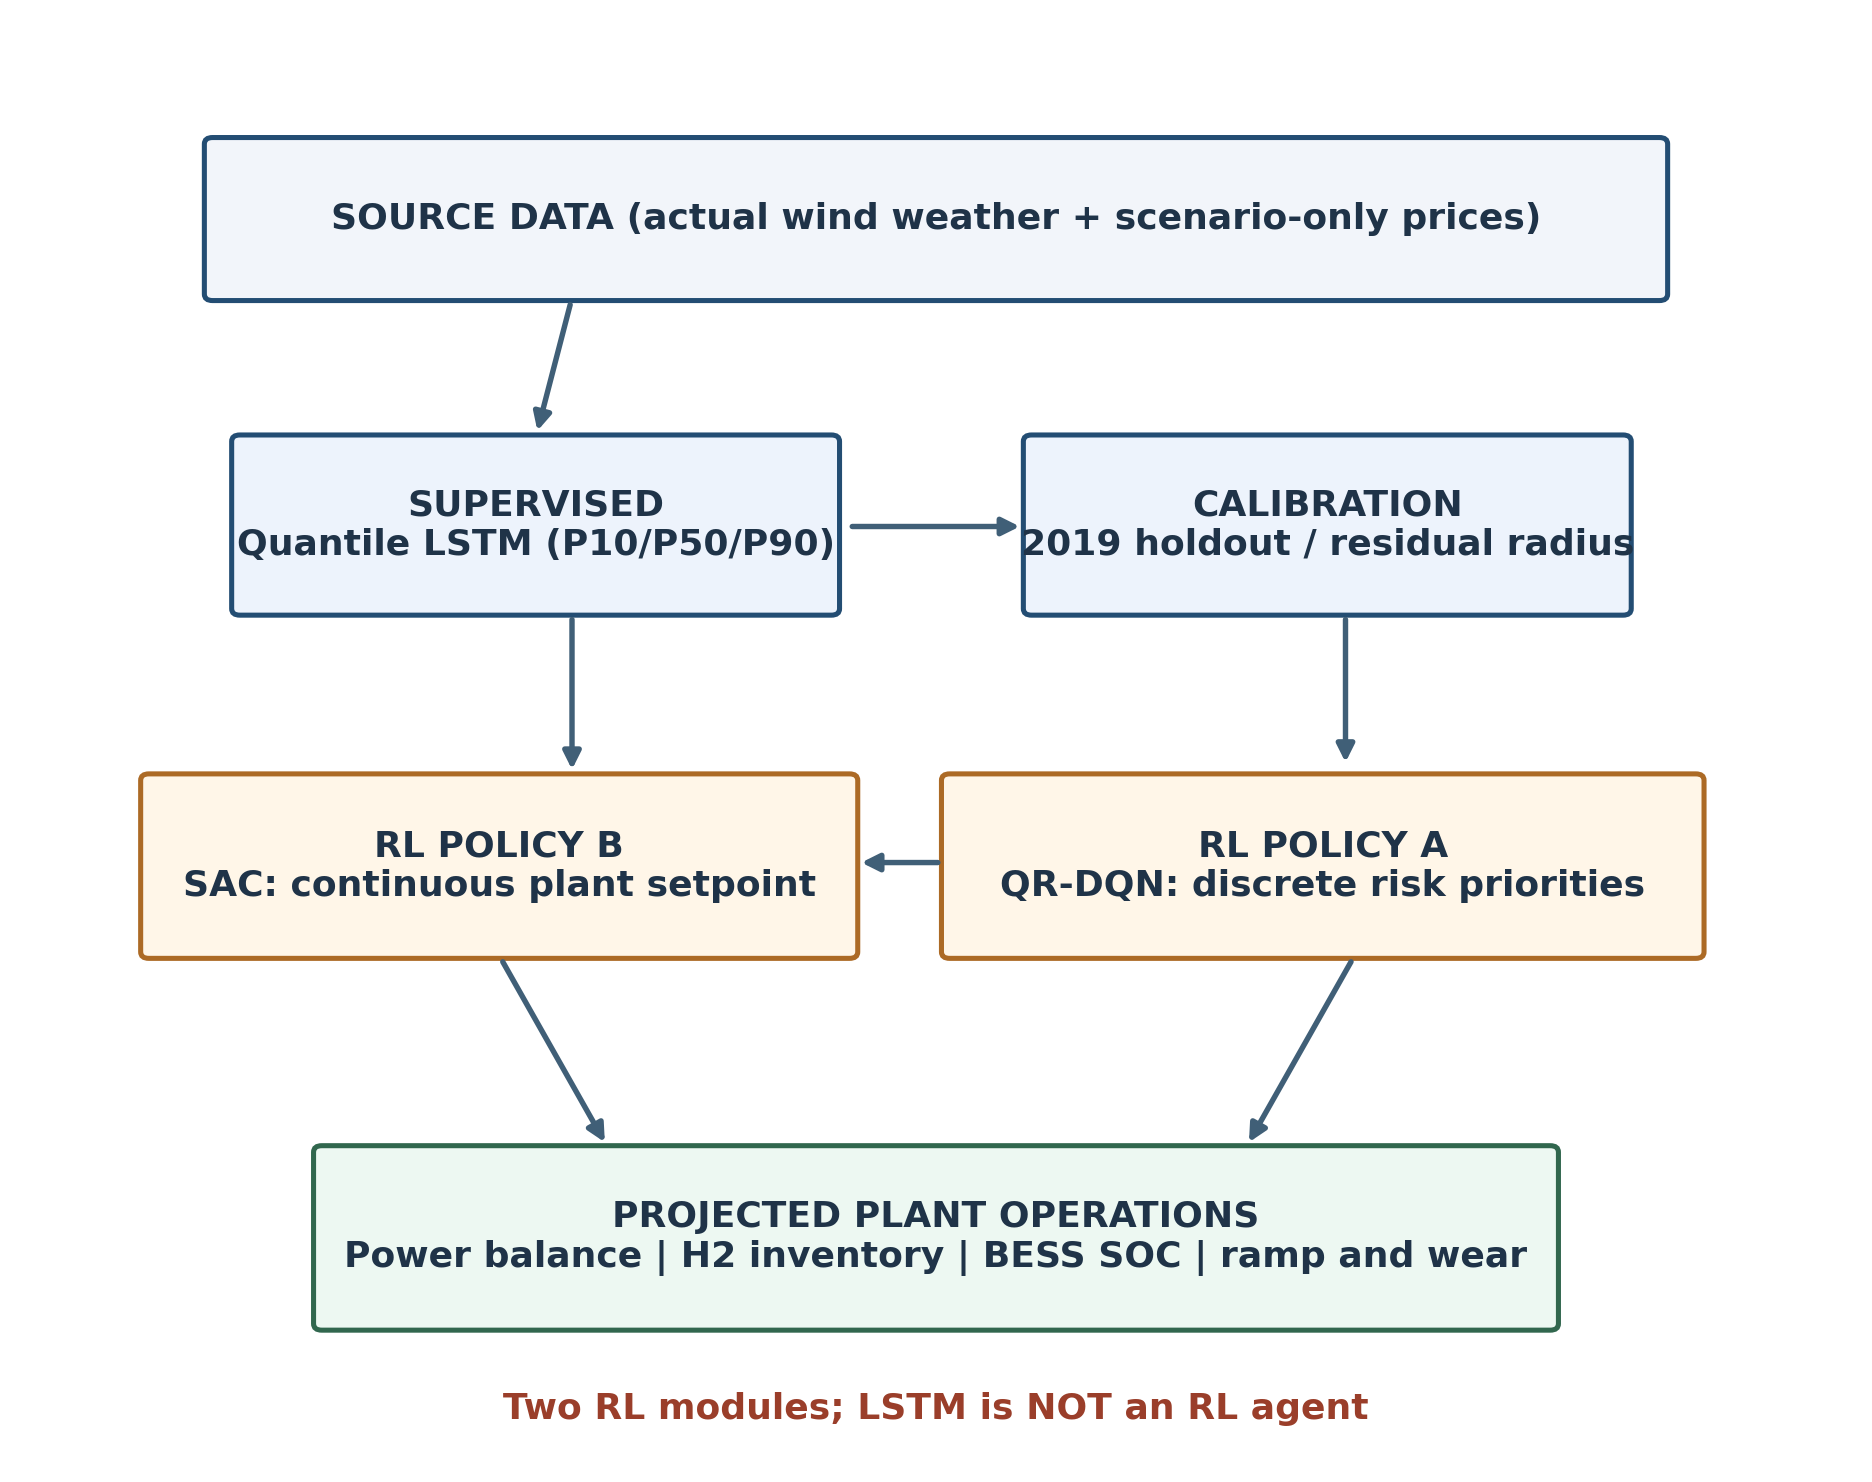 SOURCE DATA (actual wind weather + scenario-only prices)
SUPERVISED
Quantile LSTM (P10/P50/P90)
CALIBRATION
2019 holdout / residual radius
RL POLICY B
SAC: continuous plant setpoint
RL POLICY A
QR-DQN: discrete risk priorities
PROJECTED PLANT OPERATIONS
Power balance | H2 inventory | BESS SOC | ramp and wear
Two RL modules; LSTM is NOT an RL agent